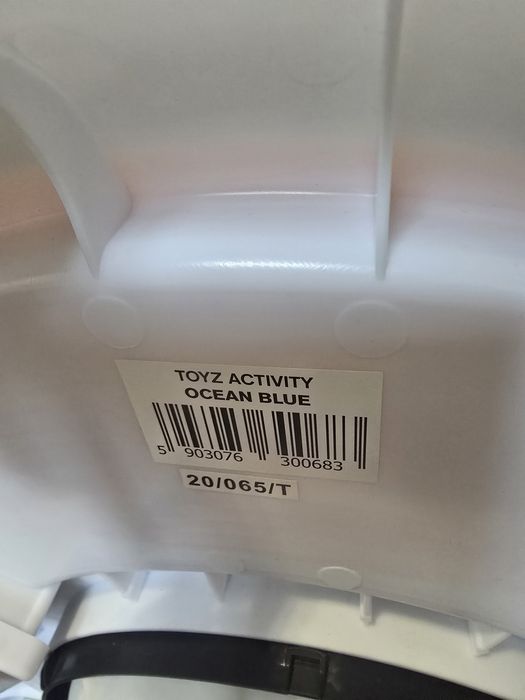 TOYZ ACTIVITY
OCEAN BLUE
5 903076 300683
20/065/T